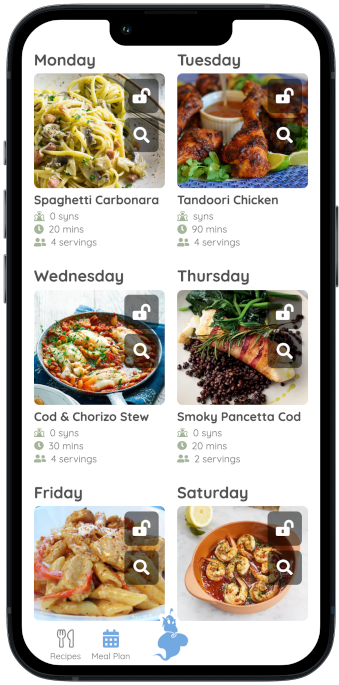 Monday
Tuesday
Spaghetti Carbonara
0 syns
20 mins
4 servings
Tandoori Chicken
syns
90 mins
4 servings
Wednesday
Thursday
Cod & Chorizo Stew
0 syns
30 mins
4 servings
Smoky Pancetta Cod
0 syns
20 mins
2 servings
Friday
Saturday
Recipes
Meal Plan